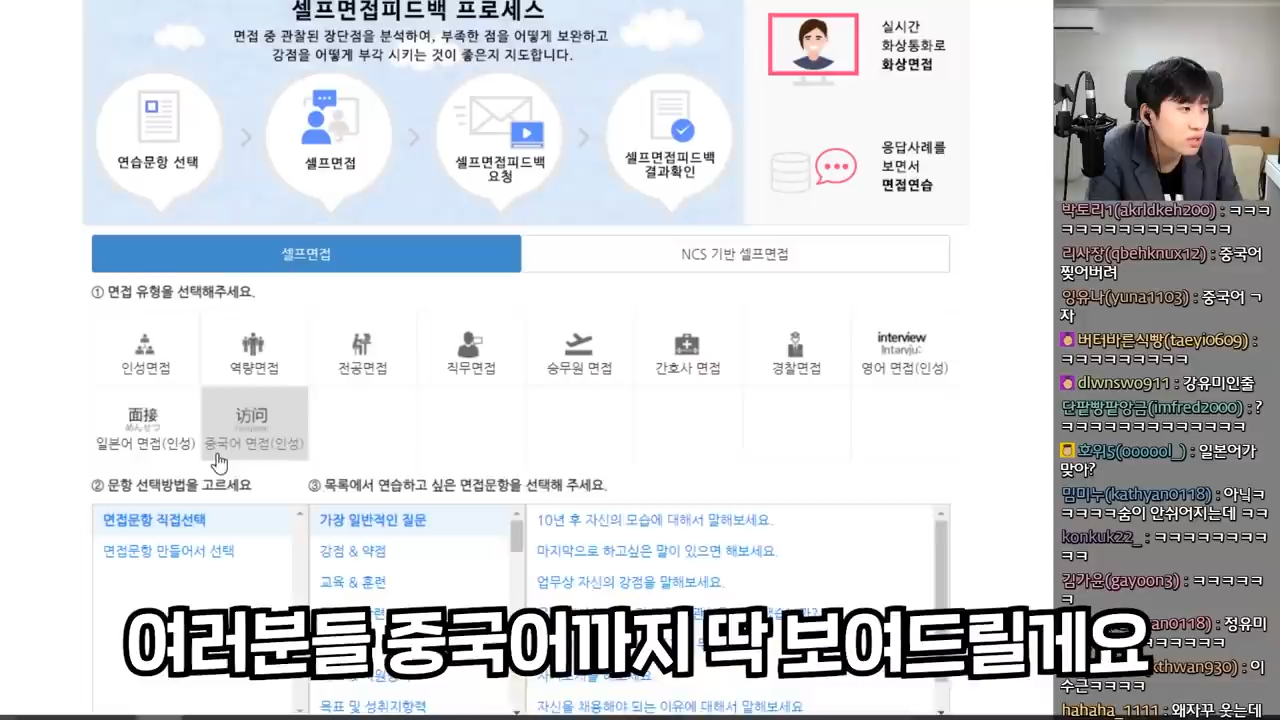 셀프면접피드백 프로세스
면접 중 관찰된 장단점을 분석하여, 부족한 점을 어떻게 보완하고
강점을 어떻게 부각 시키는 것이 좋은지 지도합니다.
연습문항 선택
셀프면접
셀프면접피드백
요청
셀프면접피드백
결과확인
실시간
화상통화로
화상면접
응답사례를
보면서
면접연습
셀프면접
NCS 기반 셀프면접
① 면접 유형을 선택해주세요.
인성면접
역량면접
전공면접
직무면접
승무원 면접
간호사 면접
경찰면접
interview
Intarvju:
영어 면접(인성)
面接
めんせつ
일본어 면접(인성)
访问
중국어 면접(인성)
② 문항 선택방법을 고르세요
③ 목록에서 연습하고 싶은 면접문항을 선택해 주세요.
면접문항 직접선택
면접문항 만들어서 선택
가장 일반적인 질문
강점 & 약점
교육 & 훈련
목표 및 성취지향력
10년 후 자신의 모습에 대해서 말해보세요.
마지막으로 하고싶은 말이 있으면 해보세요.
업무상 자신의 강점을 말해보세요.
자신을 채용해야 되는 이유에 대해서 말해보세요
여러분들 중국어까지 딱 보여드릴게요
박토리1(akrldkeh200) : ㅋㅋㅋ
ㅋㅋㅋㅋㅋㅋㅋㅋㅋㅋㅋㅋ
리사장(qbehknux12) : 중국어
찢어버려
잉유나(yuna1103) : 중국어 ㄱ
자
버터바른식빵(taeyi0609) :
ㅋㅋㅋㅋㅋㅋㅋㅋㅋ
dlwnswo911 : 강유미인줄
단팥빵팥앙금(imfred2000) : ?
ㅋㅋㅋㅋㅋㅋㅋㅋㅋㅋㅋㅋㅋ
호위5(oooool_) : 일본어가
맞아?
밈미누(kathyan0118) : 아닠ㅋ
ㅋㅋㅋㅋ숨이 안쉬어지는데 ㅋㅋ
konkuk22_ : ㅋㅋㅋㅋㅋㅋㅋㅋ
ㅋㅋ
김가윤(gayoon3) : ㅋㅋㅋㅋㅋ
ㅋ
an0118) : 정유미
ㅋㅋㅋㅋㅋㅋ
kthwang930) : 이
수근ㅋㅋㅋㅋ
hahaha_1111 : 왜자꾸 웃는데